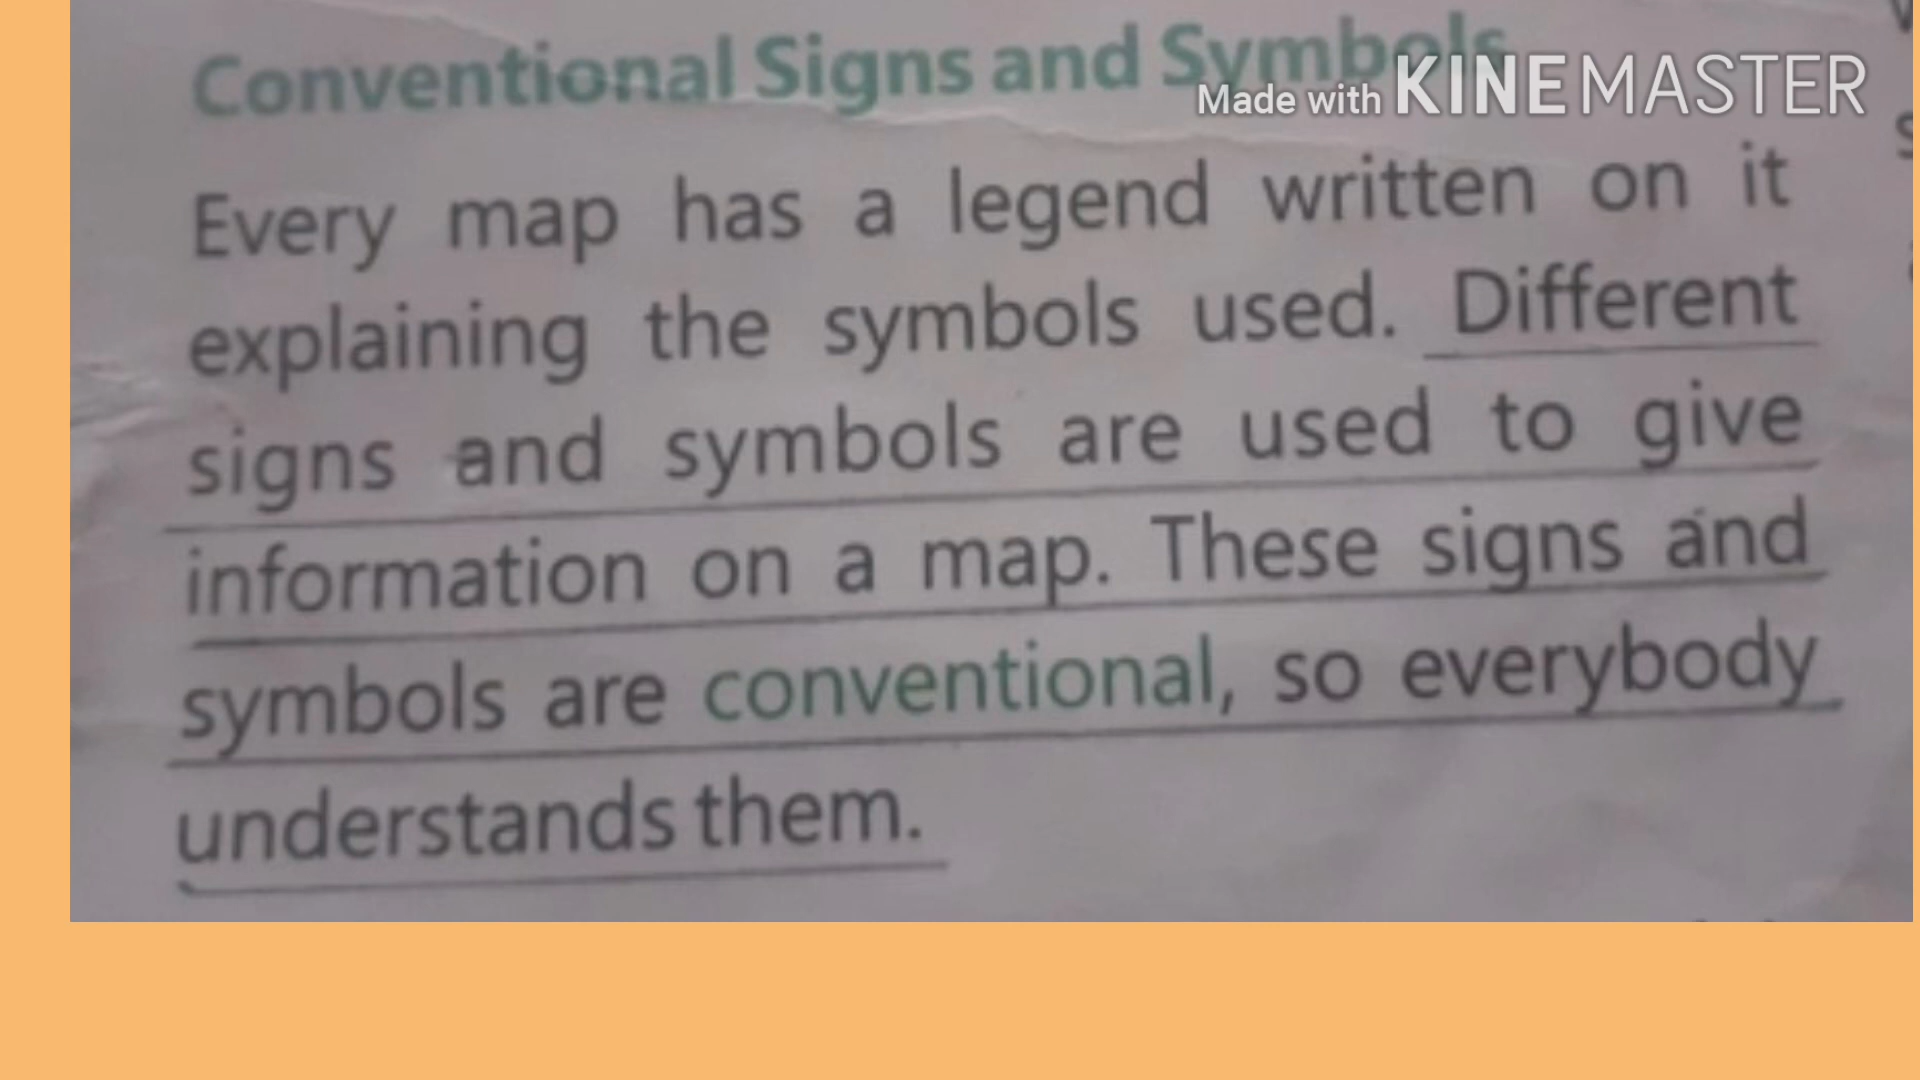 Conventional Signs and Symbols
Made with KINEMASTER
Every map has a legend written on it
explaining the symbols used. Different
signs and symbols are used to give
information on a map. These signs and
symbols are conventional, so everybody
understands them.